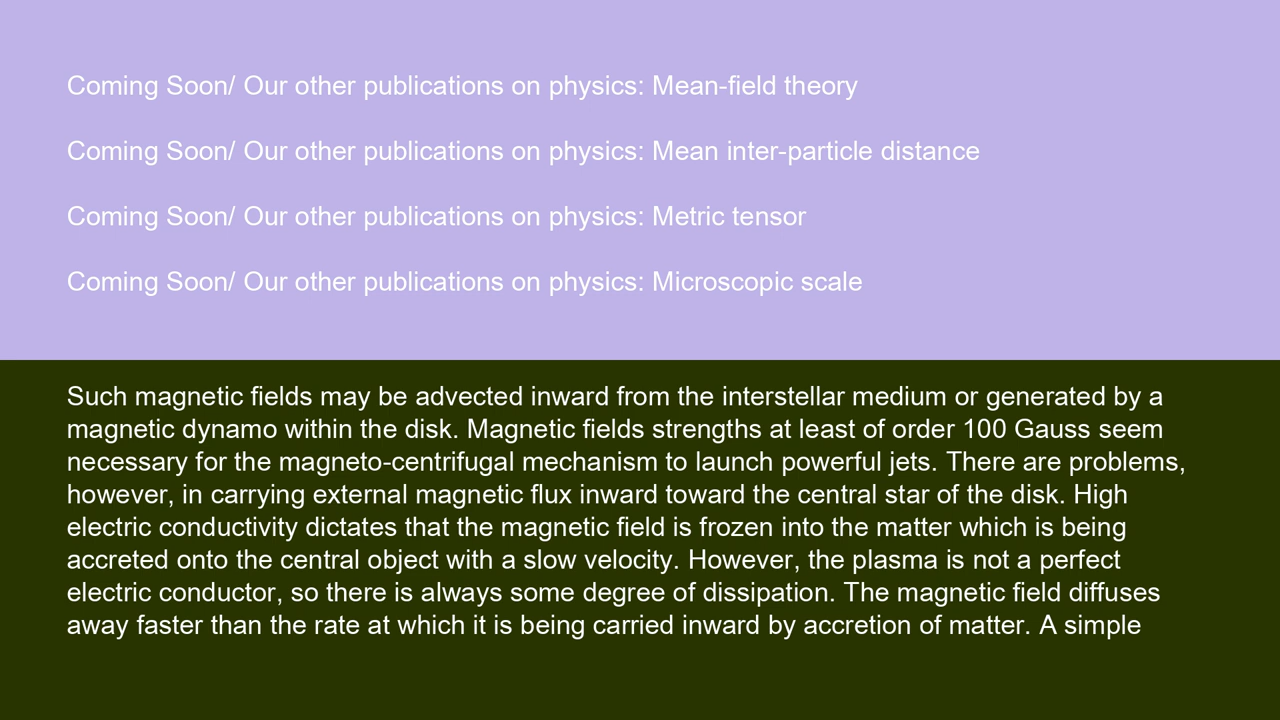 Coming Soon/ Our other publications on physics: Mean-field theory
Coming Soon/ Our other publications on physics: Mean inter-particle distance
Coming Soon/ Our other publications on physics: Metric tensor
Coming Soon/ Our other publications on physics: Microscopic scale
Such magnetic fields may be advected inward from the interstellar medium or generated by a
magnetic dynamo within the disk. Magnetic fields strengths at least of order 100 Gauss seem
necessary for the magneto-centrifugal mechanism to launch powerful jets. There are problems,
however, in carrying external magnetic flux inward toward the central star of the disk. High
electric conductivity dictates that the magnetic field is frozen into the matter which is being
accreted onto the central object with a slow velocity. However, the plasma is not a perfect
electric conductor, so there is always some degree of dissipation. The magnetic field diffuses
away faster than the rate at which it is being carried inward by accretion of matter. A simple